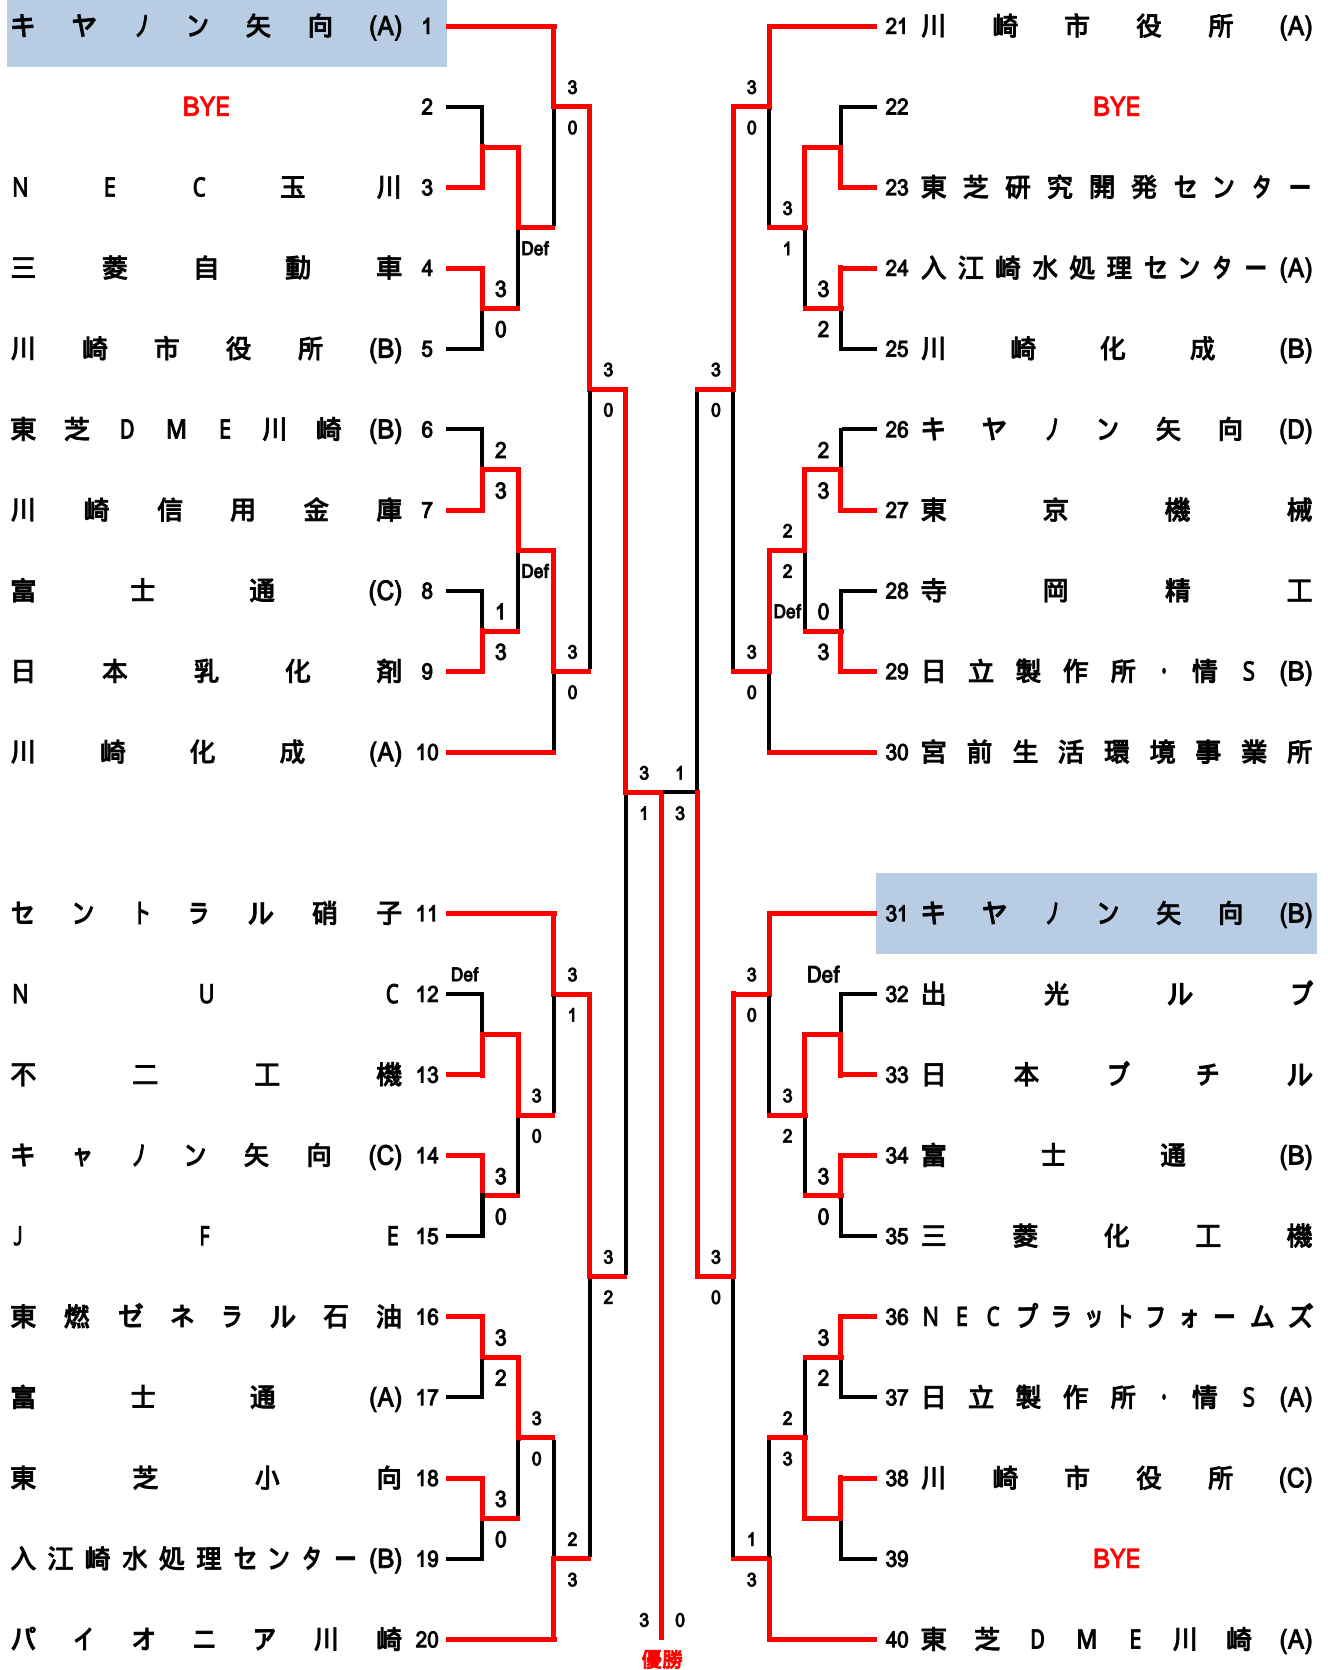 キヤノン矢向(A) 1
3
0
BYE 2
NEC玉川 3
Def
三菱自動車 4
3
0
川崎市役所(B) 5
3
0
東芝DME川崎(B) 6
2
3
川崎信用金庫 7
Def
富士通(C) 8
1
3
日本乳化剤 9
3
0
川崎化成(A) 10
3
1
セントラル硝子 11
Def
3
1
NUC 12
不二工機 13
3
0
キャノン矢向(C) 14
3
0
JFE 15
3
2
東燃ゼネラル石油 16
3
2
富士通(A) 17
3
0
東芝小向 18
3
0
入江崎水処理センター(B) 19
2
3
パイオニア川崎 20
21 川崎市役所(A)
3
0
22 BYE
23 東芝研究開発センター
3
1
24 入江崎水処理センター(A)
3
2
25 川崎化成(B)
3
0
26 キヤノン矢向(D)
2
3
27 東京機械
2
2
Def
28 寺岡精工
0
3
29 日立製作所・情S(B)
3
0
30 宮前生活環境事業所
1
3
31 キヤノン矢向(B)
3
0
Def
32 出光ルブ
33 日本ブチル
3
2
34 富士通(B)
3
0
35 三菱化工機
3
0
36 NECプラットフォームズ
3
2
37 日立製作所・情S(A)
2
3
38 川崎市役所(C)
39 BYE
1
3
40 東芝DME川崎(A)
3 0
優勝